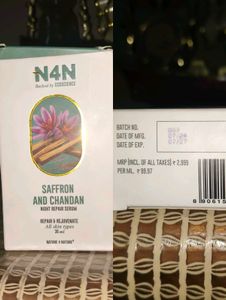 N4N
Backed by ECOSCIENCE
SAFFRON
AND CHANDAN
NIGHT REPAIR SERUM
REPAIR & REJUVENATE
All skin types
30 ml
NATURE 4 NATURE
BATCH NO.
DATE OF MFG.
DATE OF EXP.
MRP (INCL. OF ALL TAXES) ₹ 2,999
PER ML. ₹ 99.97